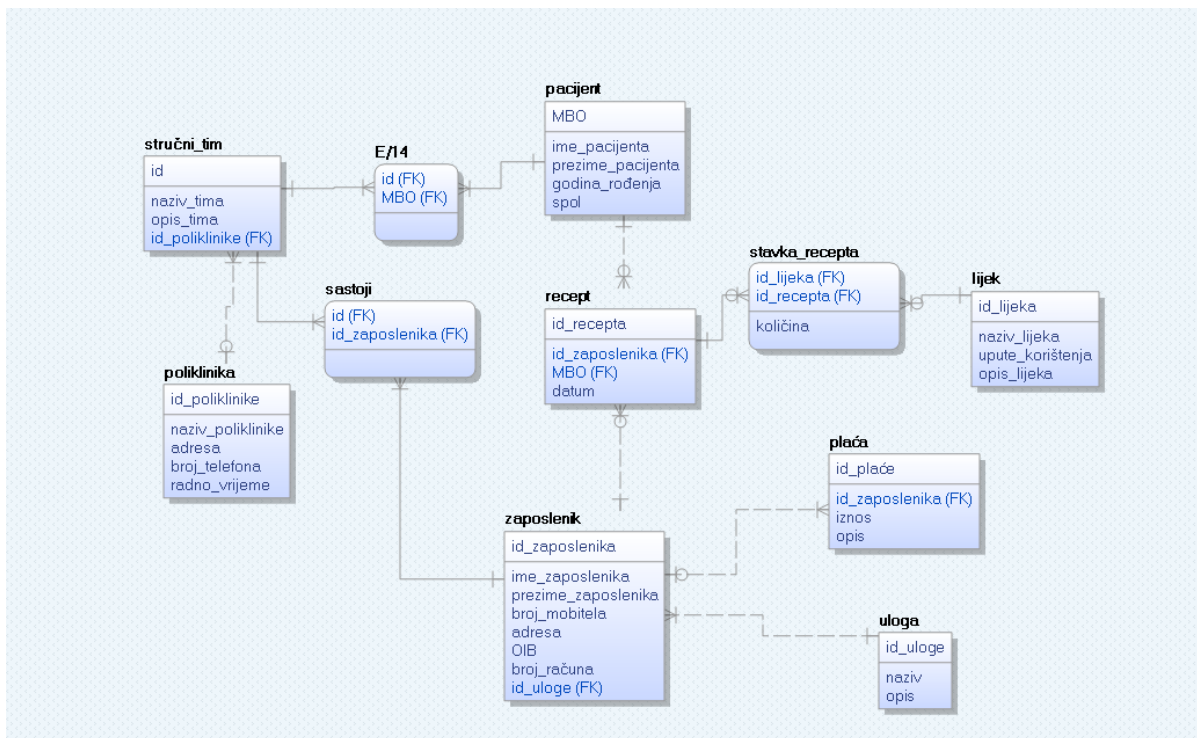 pacijent
MBO
ime_pacijenta
prezime_pacijenta
godina_rođenja
spol
stručni_tim
id
naziv_tima
opis_tima
id_poliklinike (FK)
E/14
id (FK)
MBO (FK)
sastoji
id (FK)
id_zaposlenika (FK)
poliklinika
id_poliklinike
naziv_poliklinike
adresa
broj_telefona
radno_vrijeme
recept
id_recepta
id_zaposlenika (FK)
MBO (FK)
datum
stavka_recepta
id_lijeka (FK)
id_recepta (FK)
količina
lijek
id_lijeka
naziv_lijeka
upute_korištenja
opis_lijeka
plaća
id_plaće
id_zaposlenika (FK)
iznos
opis
zaposlenik
id_zaposlenika
ime_zaposlenika
prezime_zaposlenika
broj_mobitela
adresa
OIB
broj_računa
id_uloge (FK)
uloga
id_uloge
naziv
opis